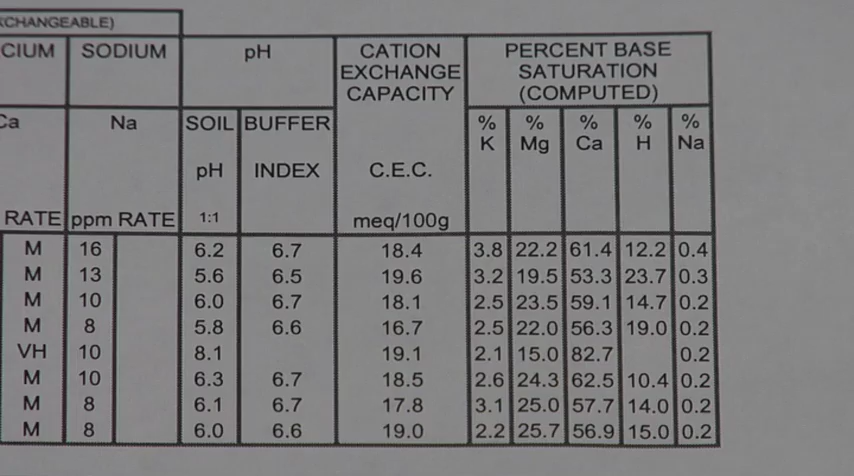 XCHANGEABLE)
CIUM SODIUM pH CATION EXCHANGE CAPACITY PERCENT BASE SATURATION (COMPUTED)
Ca Na SOIL BUFFER % % % % %
K Mg Ca H Na
pH INDEX C.E.C.
RATE ppm RATE 1:1 meq/100g
M 16 6.2 6.7 18.4 3.8 22.2 61.4 12.2 0.4
M 13 5.6 6.5 19.6 3.2 19.5 53.3 23.7 0.3
M 10 6.0 6.7 18.1 2.5 23.5 59.1 14.7 0.2
M 8 5.8 6.6 16.7 2.5 22.0 56.3 19.0 0.2
VH 10 8.1 19.1 2.1 15.0 82.7 0.2
M 10 6.3 6.7 18.5 2.6 24.3 62.5 10.4 0.2
M 8 6.1 6.7 17.8 3.1 25.0 57.7 14.0 0.2
M 8 6.0 6.6 19.0 2.2 25.7 56.9 15.0 0.2